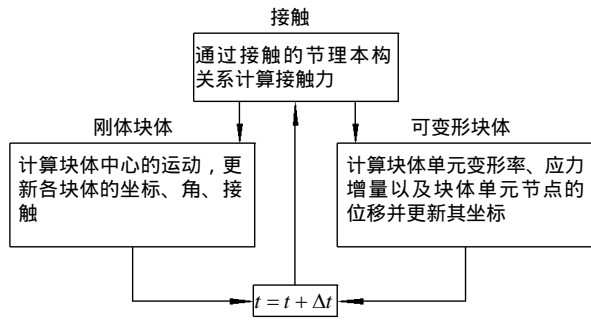 接触
通过接触的节理本构
关系计算接触力
刚体块体
可变形块体
计算块体中心的运动，更
新各块体的坐标、角、接
触
计算块体单元变形率、应力
增量以及块体单元节点的
位移并更新其坐标
t = t + Δt